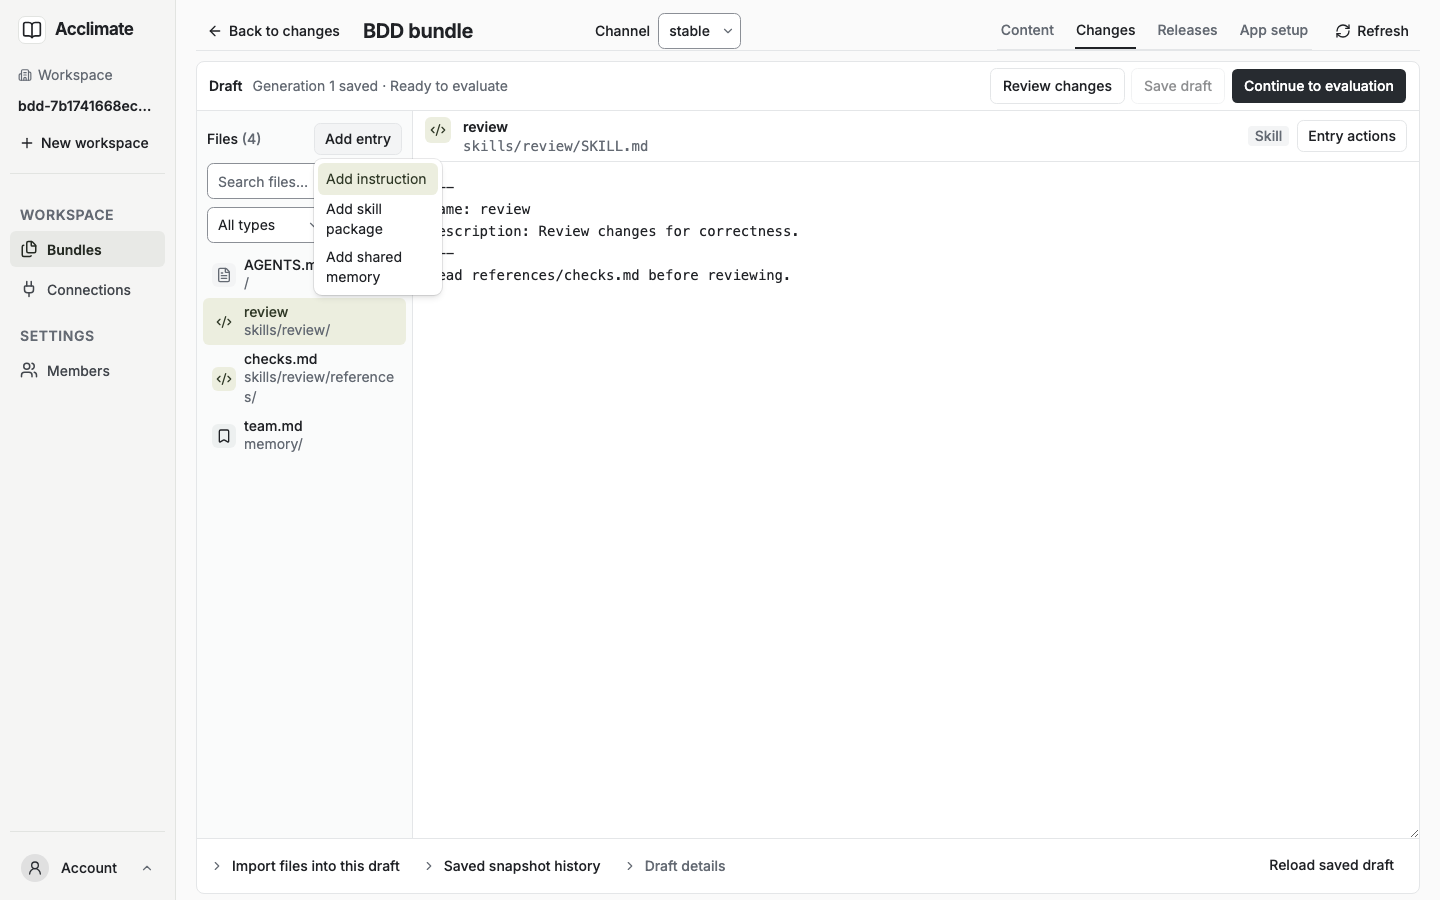 Acclimate
Back to changes
BDD bundle
Channel
stable
Content
Changes
Releases
App setup
Refresh
Workspace
bdd-7b1741668ec...
New workspace
WORKSPACE
Bundles
Connections
SETTINGS
Members
Account
Draft
Generation 1 saved · Ready to evaluate
Review changes
Save draft
Continue to evaluation
Files (4)
Add entry
Search files...
All types
Add instruction
Add skill
package
Add shared
memory
/
review
skills/review/
checks.md
skills/review/reference
s/
team.md
memory/
review
skills/review/SKILL.md
Skill
Entry actions
: review
: Review changes for correctness.
references/checks.md before reviewing.
Import files into this draft
Saved snapshot history
Draft details
Reload saved draft